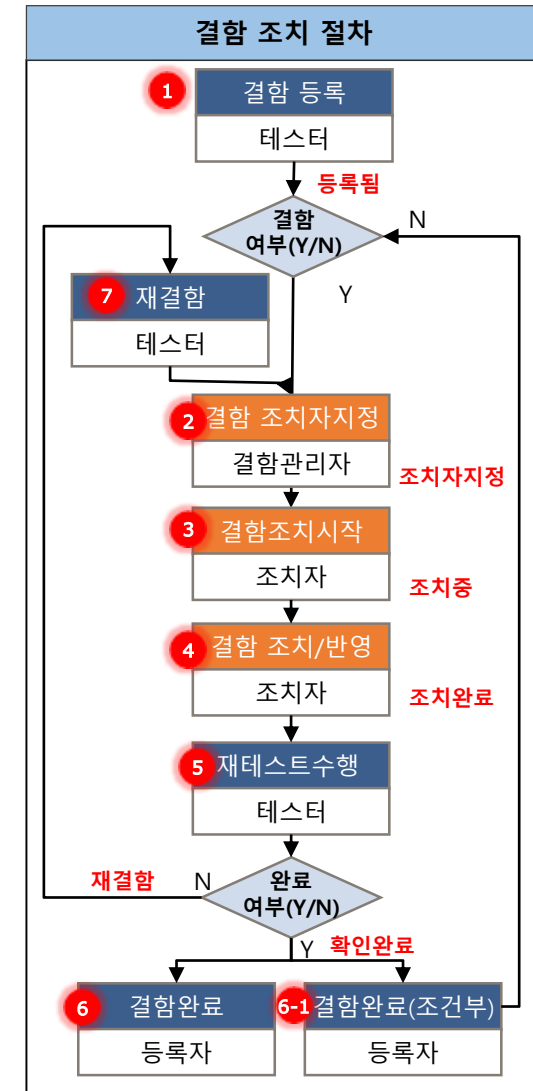 결함 조치 절차
1
결함 등록
테스터
등록됨
결함
여부(Y/N)
N
Y
7
재결함
테스터
2
결함 조치자지정
결함관리자
조치자지정
3
결함조치시작
조치자
조치중
4
결함 조치/반영
조치자
조치완료
5
재테스트수행
테스터
재결함
N
완료
여부(Y/N)
Y
확인완료
6
결함완료
등록자
6-1
결함완료(조건부)
등록자